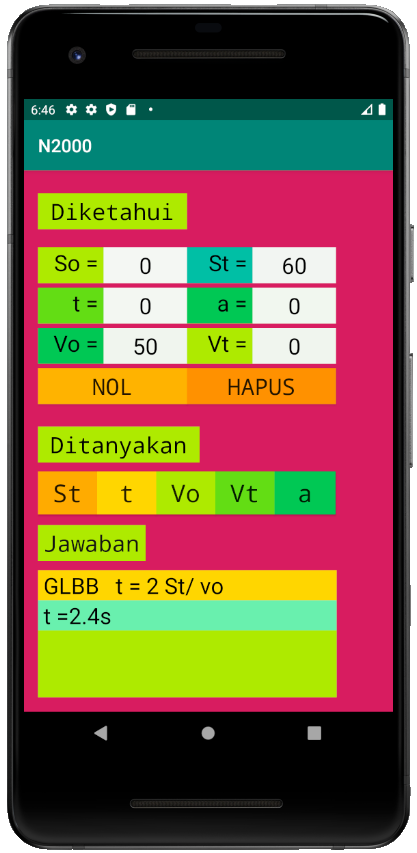 6:46
N2000
Diketahui
So = 0 St = 60
t = 0 a = 0
Vo = 50 Vt = 0
NOL HAPUS
Ditanyakan
St t Vo Vt a
Jawaban
GLBB t = 2 St/ vo
t =2.4s